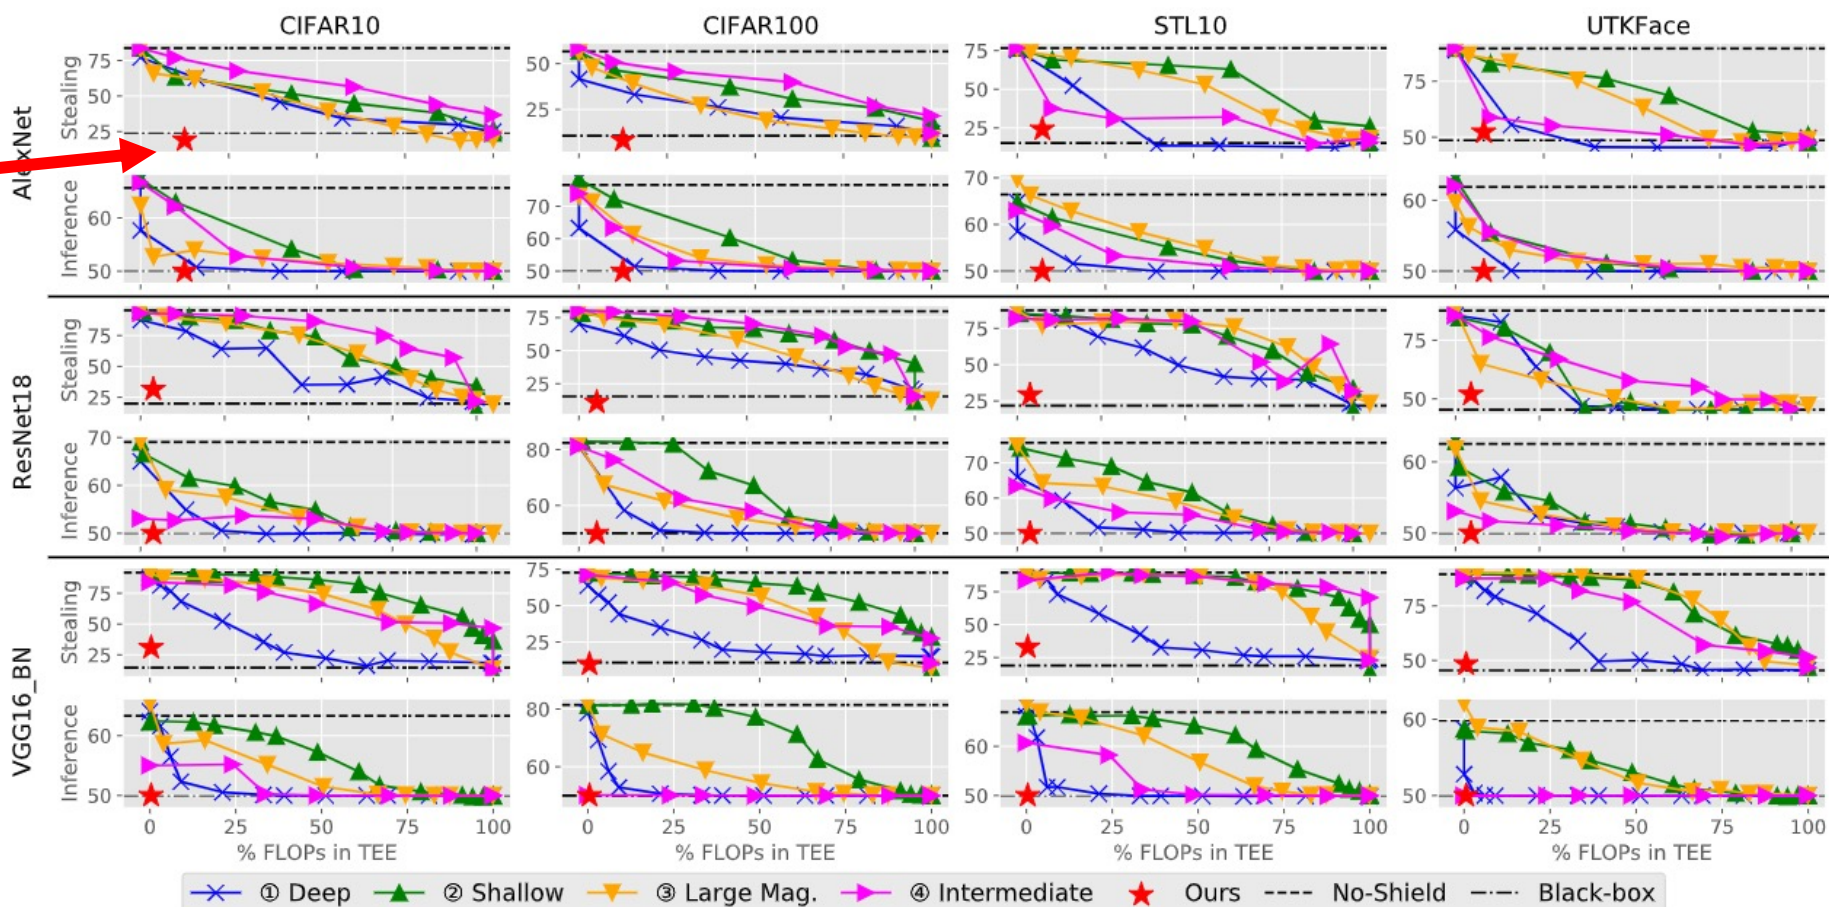 CIFAR10 CIFAR100 STL10 UTKFace
AlexNet
Stealing
75 50 25
50 25
75 50 25
75 50
Inference
60 50
70 60 50
70 60 50
60 50
ResNet18
Stealing
75 50 25
75 50 25
75 50 25
75 50
Inference
70 60 50
80 60
70 60 50
60 50
VGG16_BN
Stealing
75 50 25
75 50 25
75 50 25
75 50
Inference
60 50
80 60
60 50
60 50
0 25 50 75 100 0 25 50 75 100 0 25 50 75 100 0 25 50 75 100
% FLOPs in TEE % FLOPs in TEE % FLOPs in TEE % FLOPs in TEE
① Deep ② Shallow ③ Large Mag. ④ Intermediate Ours No-Shield Black-box